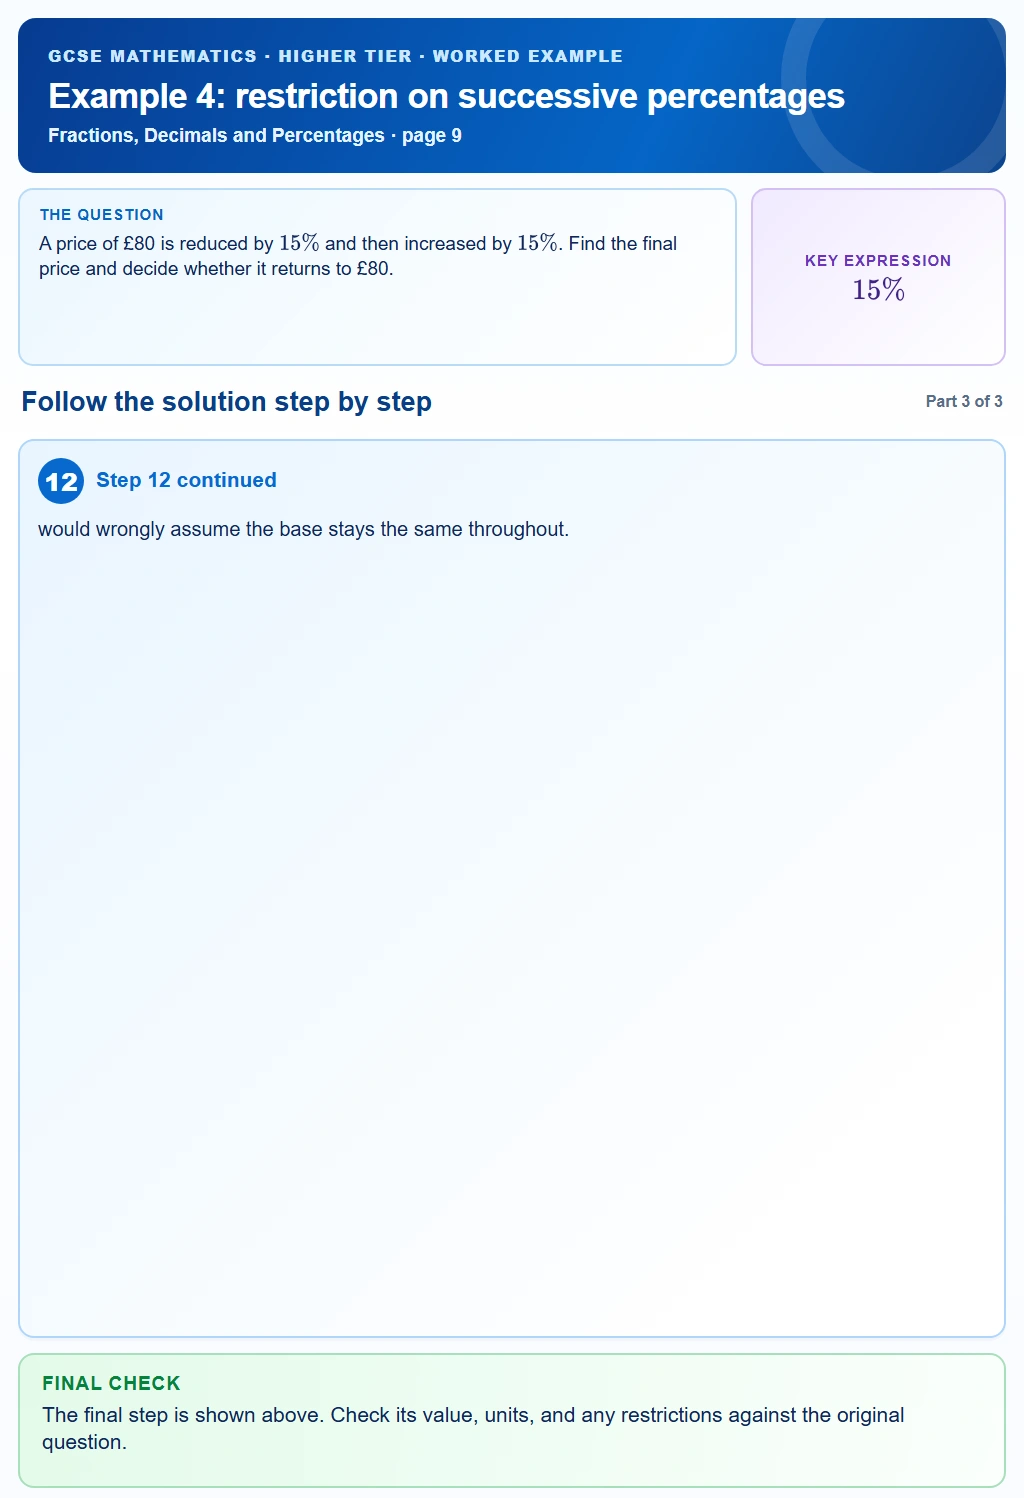 GCSE MATHEMATICS · HIGHER TIER · WORKED EXAMPLE
Example 4: restriction on successive percentages
Fractions, Decimals and Percentages · page 9
THE QUESTION
A price of £80 is reduced by 15% and then increased by 15%. Find the final
price and decide whether it returns to £80.
KEY EXPRESSION
15%
Follow the solution step by step
Part 3 of 3
12 Step 12 continued
would wrongly assume the base stays the same throughout.
FINAL CHECK
The final step is shown above. Check its value, units, and any restrictions against the original
question.